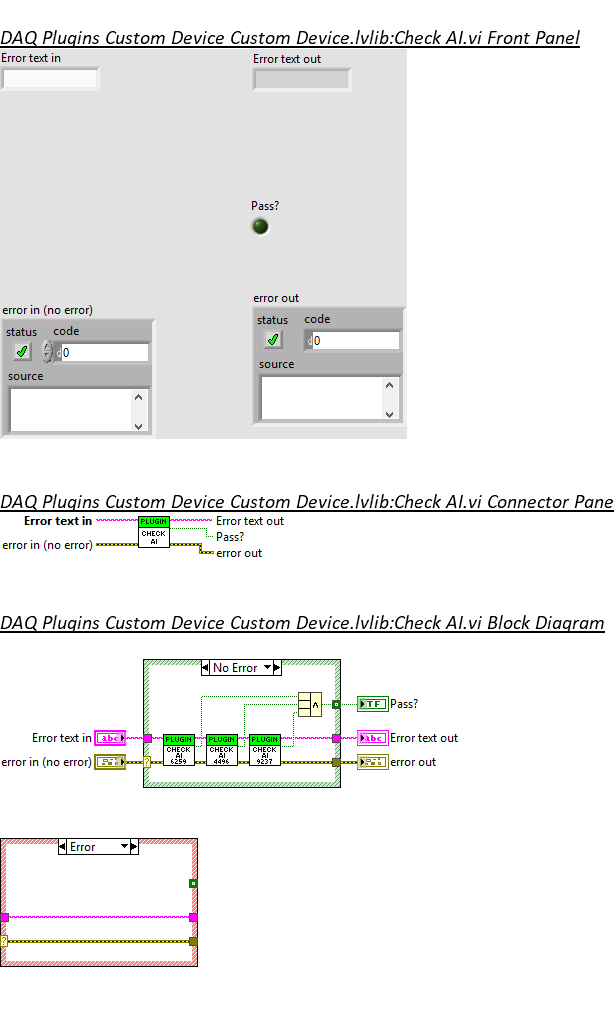 DAQ Plugins Custom Device Custom Device.lvlib:Check AI.vi Front Panel
Error text in
Error text out
Pass?
error in (no error)
error out
status code
status code
0
0
source
source
DAQ Plugins Custom Device Custom Device.lvlib:Check AI.vi Connector Pane
Error text in
PLUGIN
CHECK
AI
Error text out
Pass?
error in (no error)
error out
DAQ Plugins Custom Device Custom Device.lvlib:Check AI.vi Block Diagram
No Error
TF
Pass?
Error text in
abc
PLUGIN
CHECK
AI
6259
PLUGIN
CHECK
AI
4496
PLUGIN
CHECK
AI
9237
abc
Error text out
error in (no error)
?
error out
Error
?